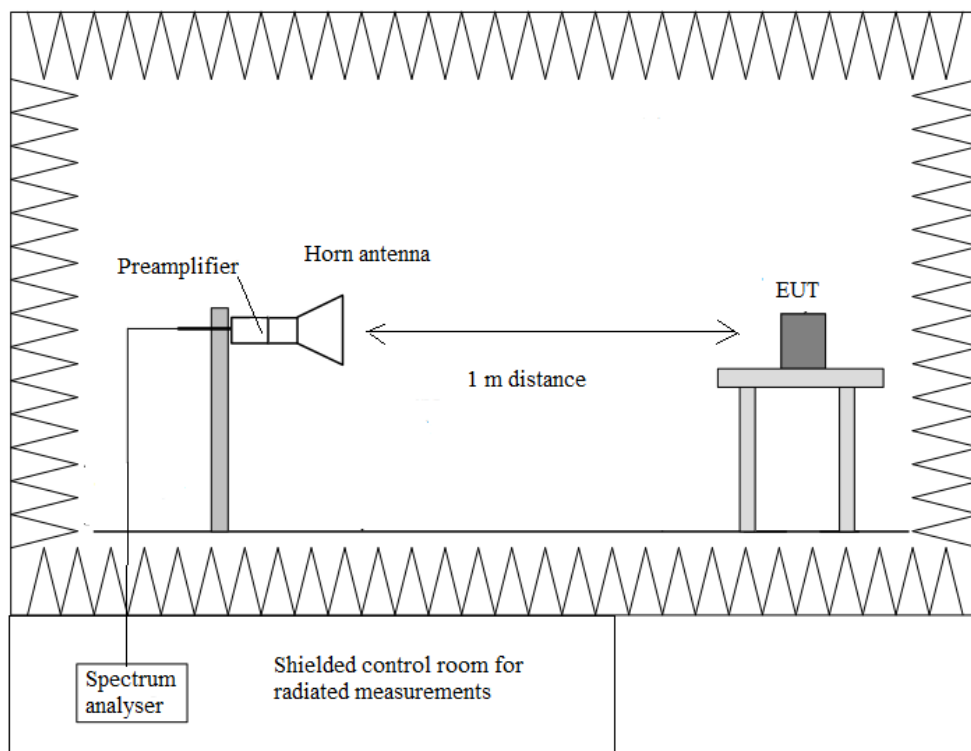 Preamplifier
Horn antenna
EUT
1 m distance
Spectrum
analyser
Shielded control room for
radiated measurements